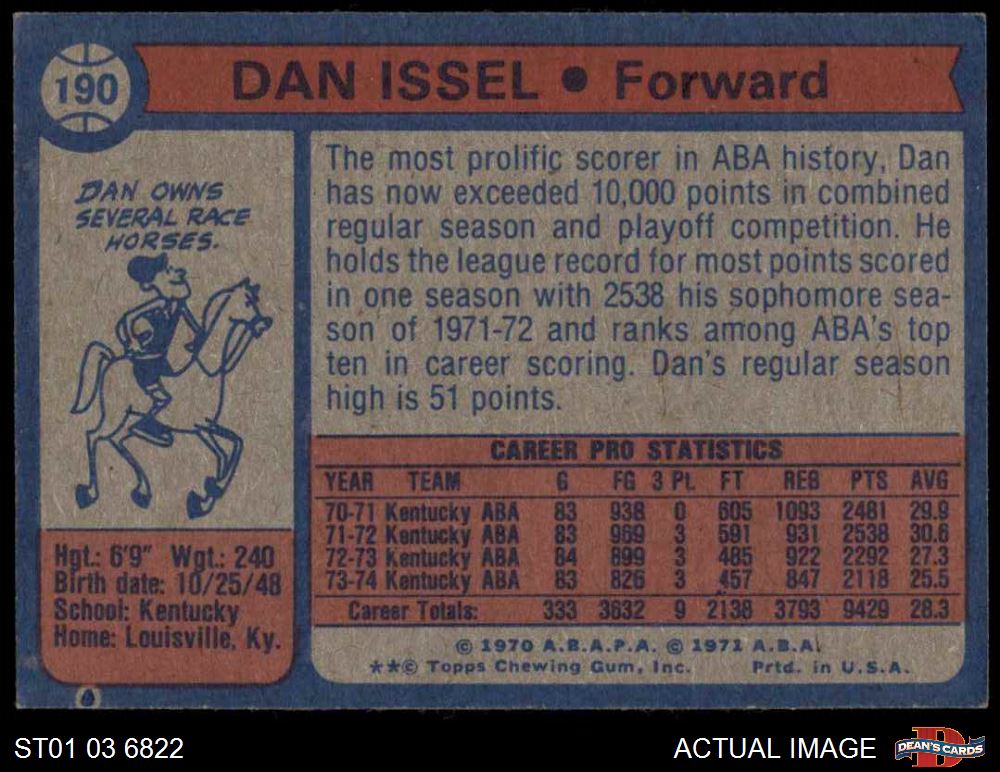 190
DAN ISSEL • Forward
DAN OWNS
SEVERAL RACE
HORSES.
The most prolific scorer in ABA history, Dan
has now exceeded 10,000 points in combined
regular season and playoff competition. He
holds the league record for most points scored
in one season with 2538 his sophomore sea-
son of 1971-72 and ranks among ABA's top
ten in career scoring. Dan's regular season
high is 51 points.
CAREER PRO STATISTICS
YEAR TEAM G FG 3 Pt. FT REB PTS AVG
70-71 Kentucky ABA 83 938 0 605 1093 2481 29.9
71-72 Kentucky ABA 83 969 3 591 931 2538 30.6
72-73 Kentucky ABA 84 899 3 485 922 2292 27.3
73-74 Kentucky ABA 83 826 3 457 847 2118 25.5
Career Totals: 333 3632 9 2138 3793 9429 28.3
Hgt.: 6'9" Wgt.: 240
Birth date: 10/25/48
School: Kentucky
Home: Louisville, Ky.
© 1970 A.B.A.P.A. © 1971 A.B.A.
**© Topps Chewing Gum, Inc. Prtd. in U.S.A.
ST01 03 6822
ACTUAL IMAGE
D
DEAN'S CARDS